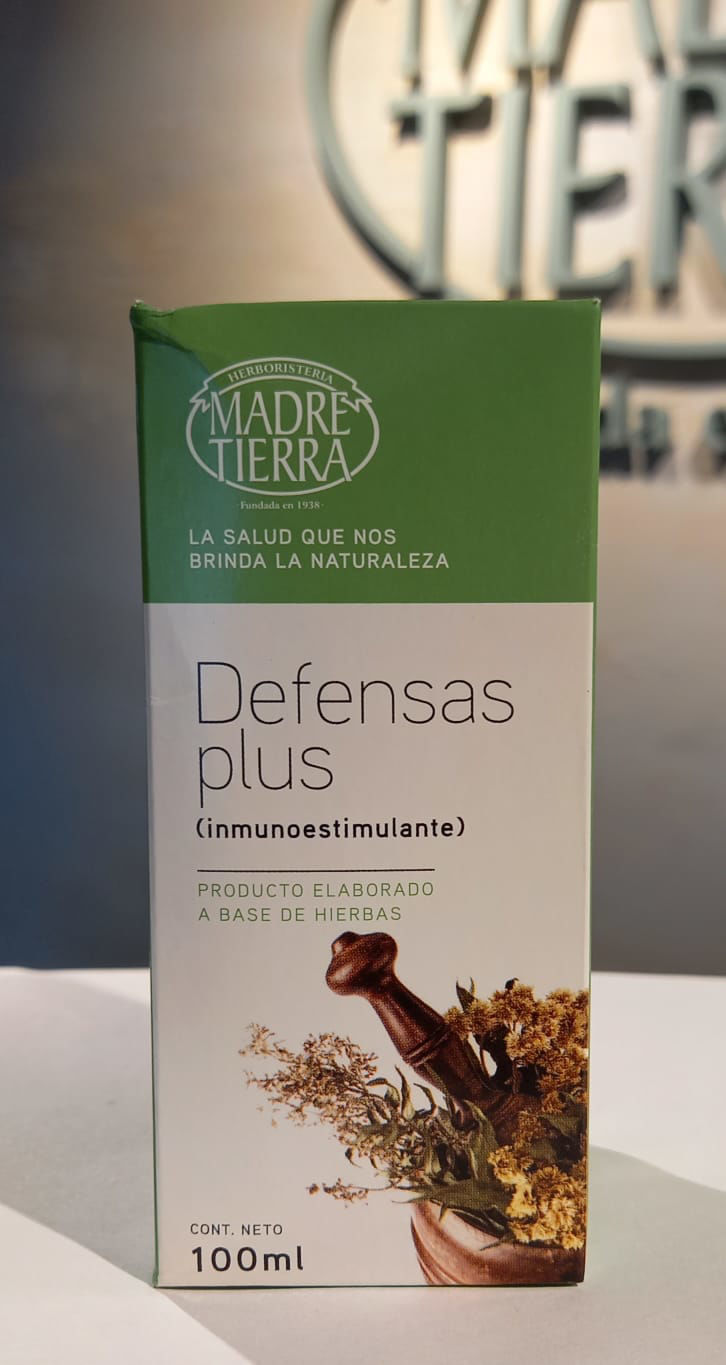 TIER
HERBORISTERIA
MADRE
TIERRA
·Fundada en 1938·
LA SALUD QUE NOS
BRINDA LA NATURALEZA
Defensas
plus
(inmunoestimulante)
PRODUCTO ELABORADO
A BASE DE HIERBAS
CONT. NETO
100ml